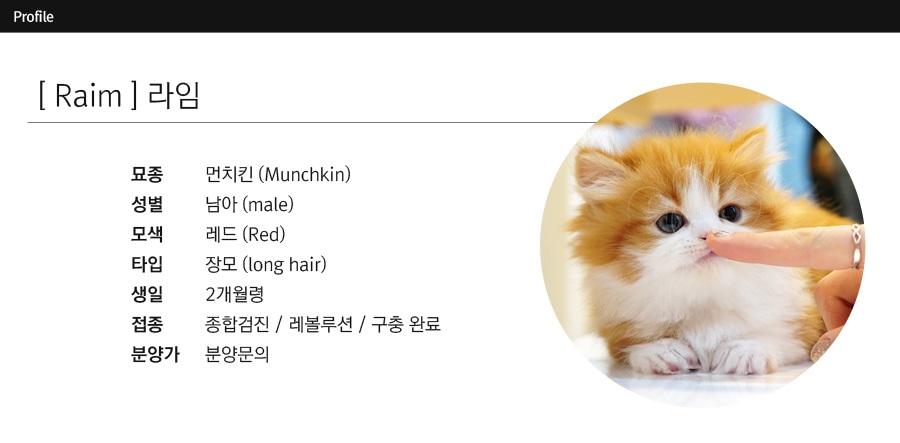 Profile
[ Raim ] 라임
묘종 먼치킨 (Munchkin)
성별 남아 (male)
모색 레드 (Red)
타입 장모 (long hair)
생일 2개월령
접종 종합검진 / 레볼루션 / 구충 완료
분양가 분양문의